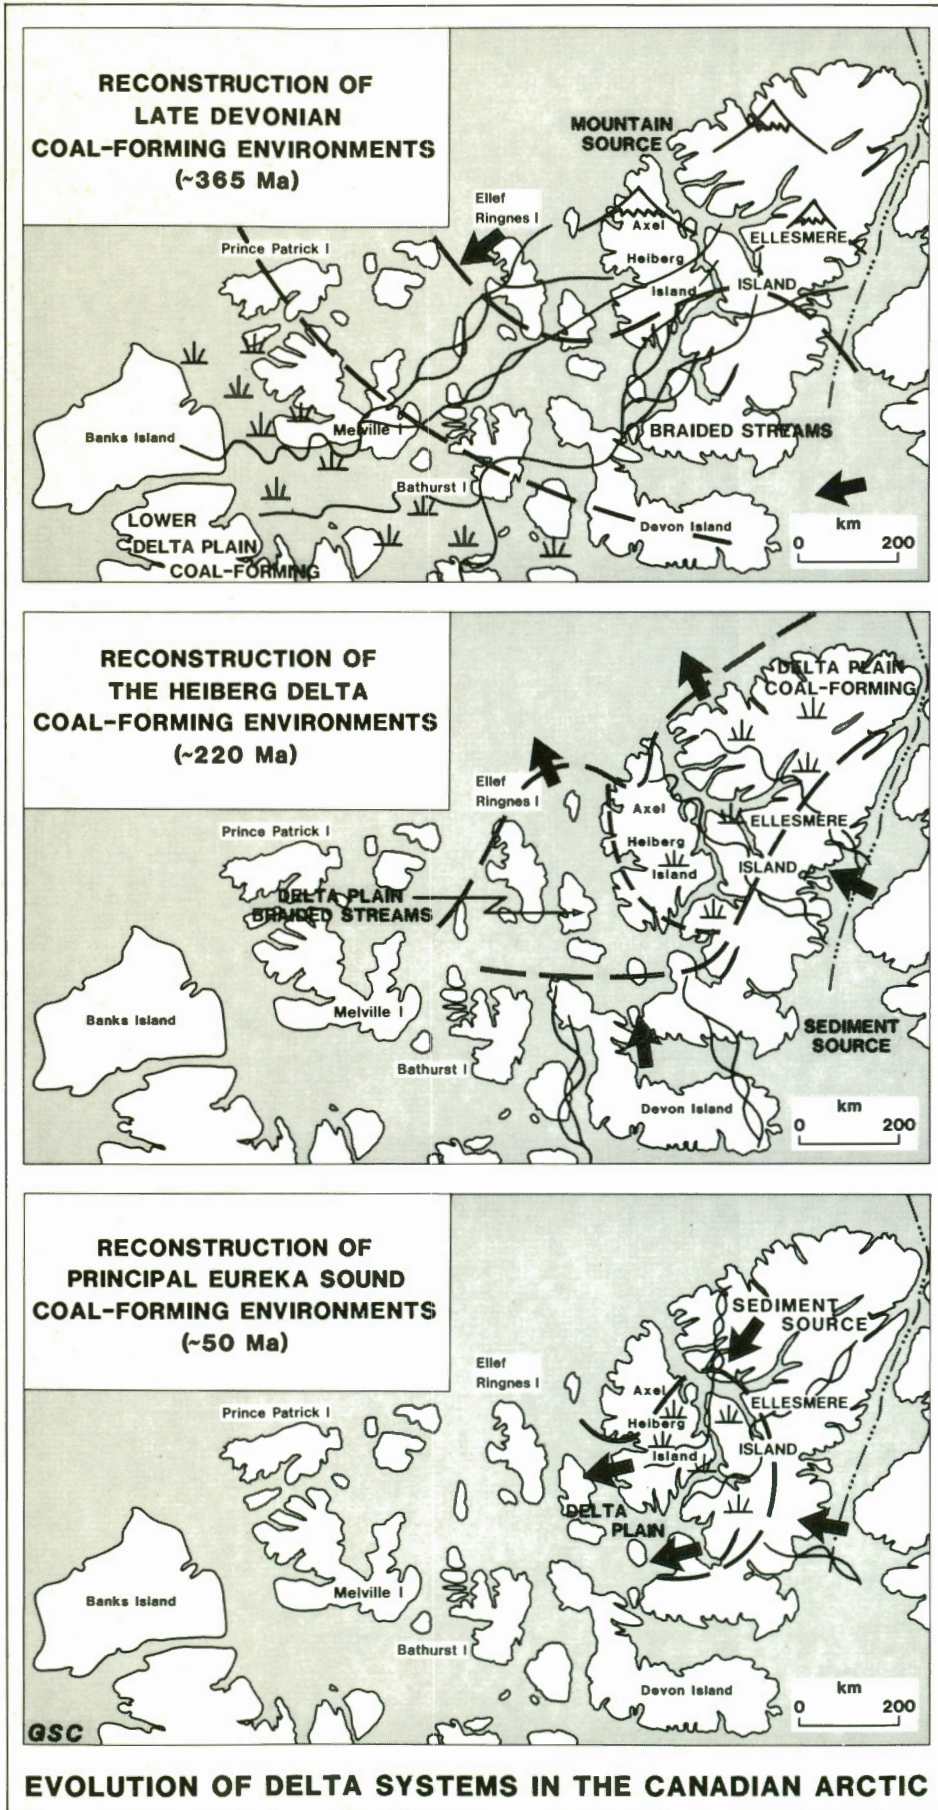 RECONSTRUCTION OF
LATE DEVONIAN
COAL-FORMING ENVIRONMENTS
(~365 Ma)
MOUNTAIN
SOURCE
Ellef
Ringnes I
Prince Patrick I
Axel
Heiberg
Island
ELLESMERE
ISLAND
Banks Island
Melville I
BRAIDED STREAMS
Bathurst I
LOWER
DELTA PLAIN
COAL-FORMING
Devon Island
km
0 200
RECONSTRUCTION OF
THE HEIBERG DELTA
COAL-FORMING ENVIRONMENTS
(~220 Ma)
DELTA PLAIN
COAL-FORMING
Ellef
Ringnes I
Prince Patrick I
Axel
Heiberg
Island
ELLESMERE
ISLAND
DELTA PLAIN
BRAIDED STREAMS
Banks Island
Melville I
SEDIMENT
SOURCE
Bathurst I
Devon Island
km
0 200
RECONSTRUCTION OF
PRINCIPAL EUREKA SOUND
COAL-FORMING ENVIRONMENTS
(~50 Ma)
SEDIMENT
SOURCE
Ellef
Ringnes I
Prince Patrick I
Axel
Heiberg
Island
ELLESMERE
ISLAND
DELTA
PLAIN
Banks Island
Melville I
Bathurst I
Devon Island
km
0 200
GSC
EVOLUTION OF DELTA SYSTEMS IN THE CANADIAN ARCTIC